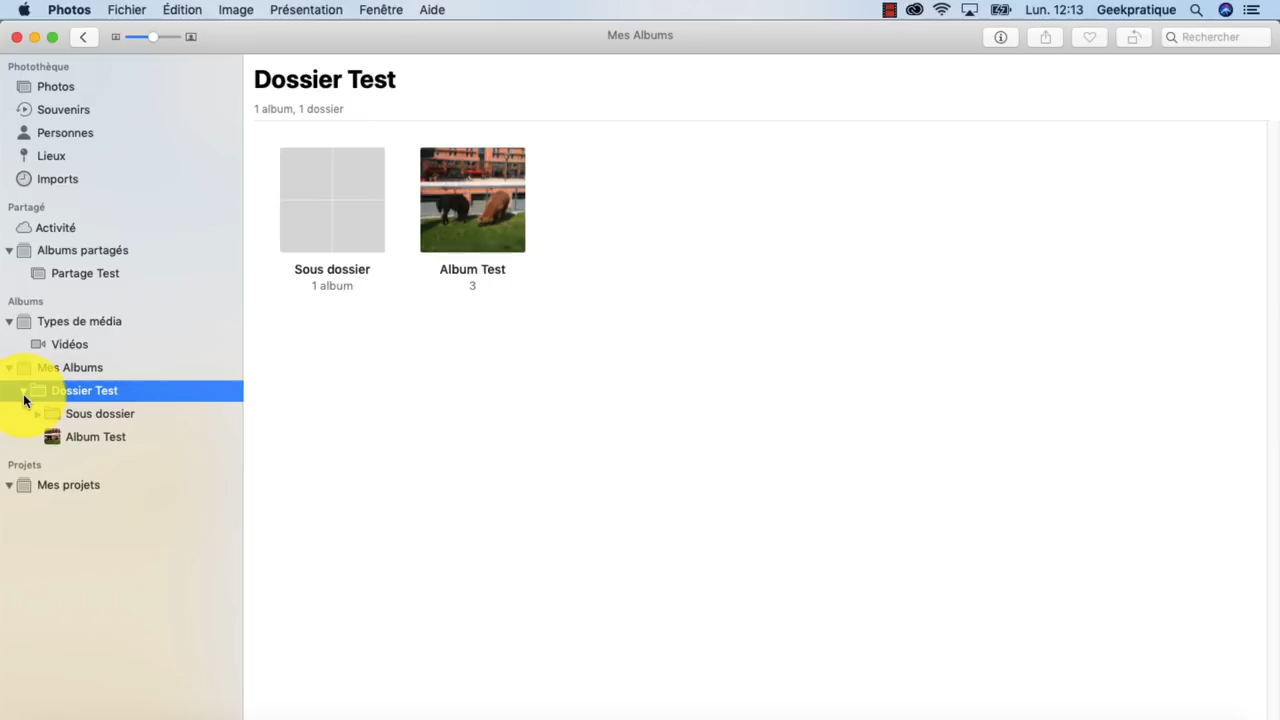 Photos Fichier Édition Image Présentation Fenêtre Aide Lun. 12:13 Geekpratique
Mes Albums Rechercher
Photothèque
Photos
Souvenirs
Personnes
Lieux
Imports
Partagé
Activité
Albums partagés
Partage Test
Albums
Types de média
Vidéos
Mes Albums
Dossier Test
Sous dossier
Album Test
Projets
Mes projets
Dossier Test
1 album, 1 dossier
Sous dossier Album Test
1 album 3